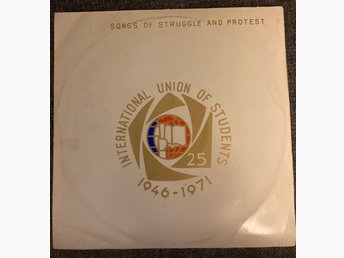 SONGS OF STRUGGLE AND PROTEST
INTERNATIONAL UNION OF STUDENTS
25
1946-1971